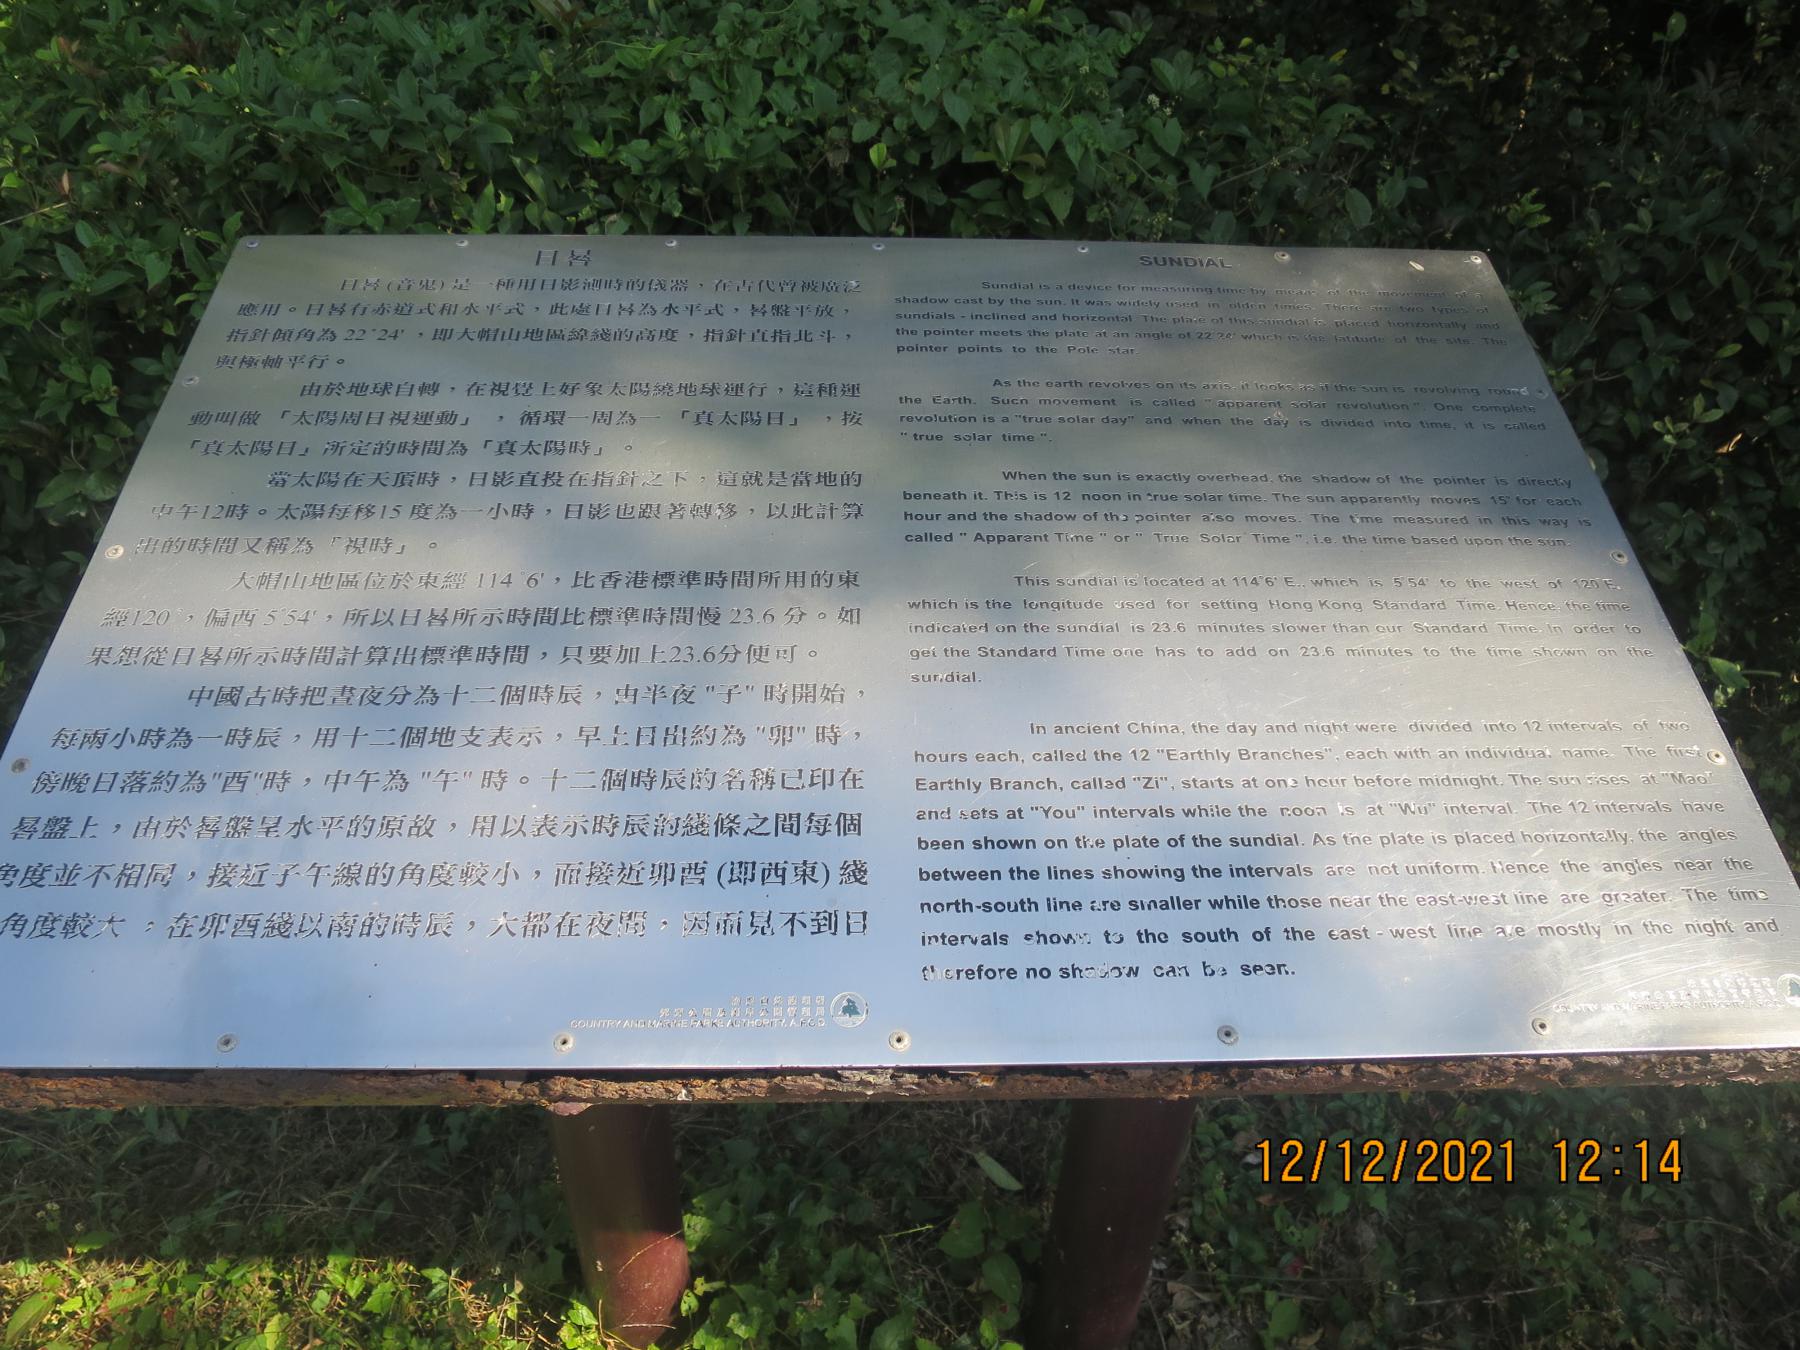 日晷
日晷(音鬼)是一種用日影測時的儀器，在古代曾被廣泛
應用。日晷有赤道式和水平式，此處日晷為水平式，晷盤平放，
指針傾角為 22°24'，即大帽山地區緯綫的高度，指針直指北斗，
與極軸平行。
由於地球自轉，在視覺上好象太陽繞地球運行，這種運
動叫做「太陽周日視運動」，循環一周為一「真太陽日」，按
「真太陽日」所定的時間為「真太陽時」。
當太陽在天頂時，日影直投在指針之下，這就是當地的
中午12時。太陽每移15 度為一小時，日影也跟著轉移，以此計算
出的時間又稱為「視時」。
大帽山地區位於東經 114°6'，比香港標準時間所用的東
經120°，偏西 5°54'，所以日晷所示時間比標準時間慢 23.6 分。如
果想從日晷所示時間計算出標準時間，只要加上23.6分便可。
中國古時把晝夜分為十二個時辰，由半夜 "子" 時開始，
每兩小時為一時辰，用十二個地支表示，早上日出約為 "卯" 時，
傍晚日落約為"酉"時，中午為 "午" 時。十二個時辰的名稱已印在
晷盤上，由於晷盤呈水平的原故，用以表示時辰的綫條之間每個
角度並不相同，接近子午線的角度較小，而接近卯酉 (即西東) 綫
角度較大；在卯酉綫以南的時辰，大都在夜間，因而見不到日
COUNTRY AND MARINE PARKS AUTHORITY, A.F.C.D.
SUNDIAL
Sundial is a device for measuring time by means of the movement of a
shadow cast by the sun. It was widely used in olden times. There are two types of
sundials - inclined and horizontal. The plate of this sundial is placed horizontally and
the pointer meets the plate at an angle of 22°24' which is the latitude of the site. The
pointer points to the Pole star.
As the earth revolves on its axis, it looks as if the sun is revolving round
the Earth. Such movement is called " apparent solar revolution ". One complete
revolution is a "true solar day" and when the day is divided into time, it is called
" true solar time ".
When the sun is exactly overhead, the shadow of the pointer is directly
beneath it. This is 12 noon in true solar time. The sun apparently moves 15° for each
hour and the shadow of the pointer also moves. The time measured in this way is
called " Apparent Time " or " True Solar Time ", i.e. the time based upon the sun.
This sundial is located at 114°6' E., which is 5°54' to the west of 120°E,
which is the longitude used for setting Hong Kong Standard Time. Hence, the time
indicated on the sundial is 23.6 minutes slower than our Standard Time. In order to
get the Standard Time one has to add on 23.6 minutes to the time shown on the
sundial.
In ancient China, the day and night were divided into 12 intervals of two
hours each, called the 12 "Earthly Branches", each with an individual name. The first
Earthly Branch, called "Zi", starts at one hour before midnight. The sun rises at "Mao"
and sets at "You" intervals while the noon is at "Wu" interval. The 12 intervals have
been shown on the plate of the sundial. As the plate is placed horizontally, the angles
between the lines showing the intervals are not uniform. Hence the angles near the
north-south line are smaller while those near the east-west line are greater. The time
intervals shown to the south of the east - west line are mostly in the night and
therefore no shadow can be seen.
COUNTRY AND MARINE PARKS AUTHORITY, A.F.C.D.
12/12/2021 12:14